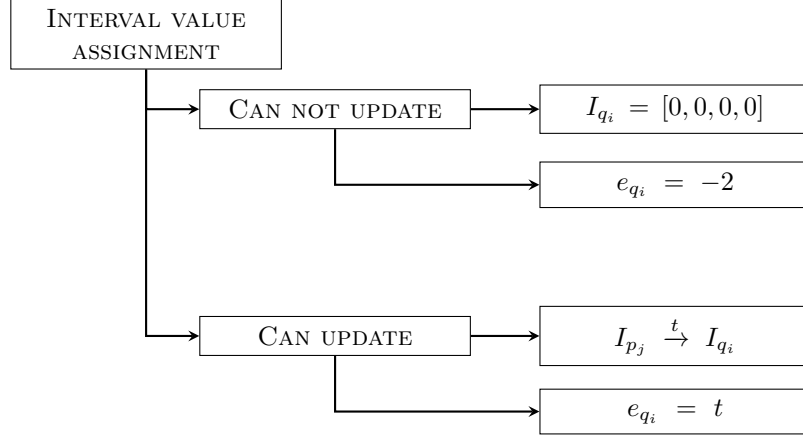 INTERVAL VALUE
ASSIGNMENT
CAN NOT UPDATE
I_{q_i} = [0, 0, 0, 0]
e_{q_i} = −2
CAN UPDATE
I_{p_j} \xrightarrow{t} I_{q_i}
e_{q_i} = t